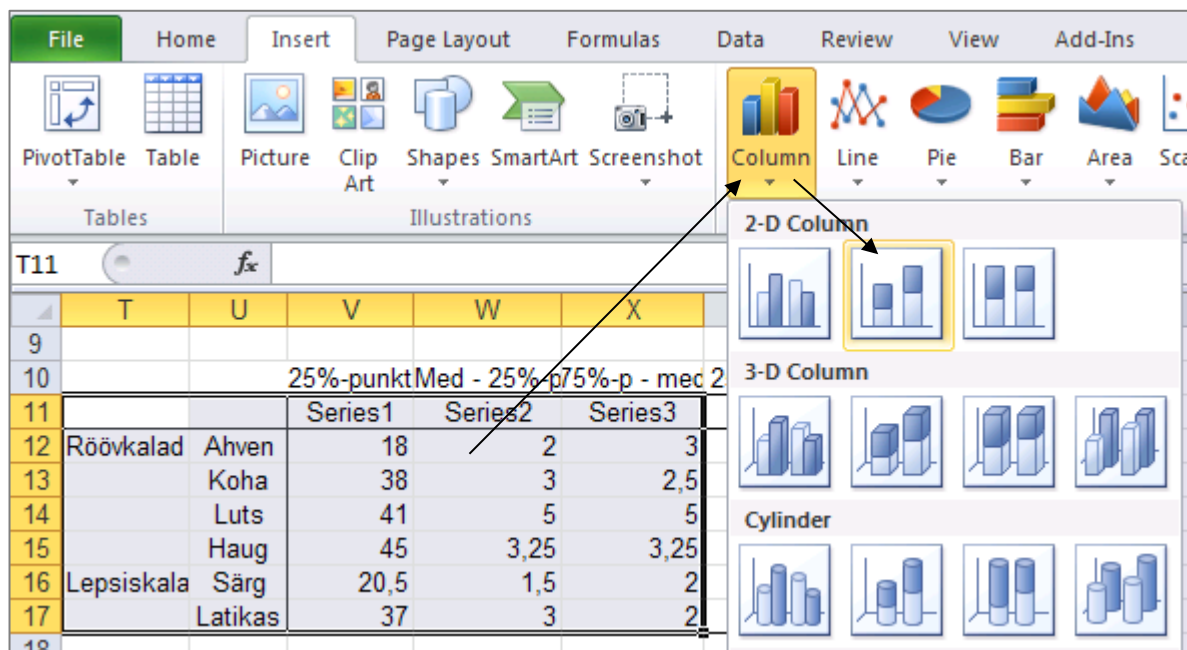 File Home Insert Page Layout Formulas Data Review View Add-Ins
PivotTable Table Picture Clip Art Shapes SmartArt Screenshot Column Line Pie Bar Area Sca
Tables Illustrations
2-D Column
T11 fx
T U V W X
9
10 25%-punkt Med - 25%-p 75%-p - med 2
3-D Column
11 Series1 Series2 Series3
12 Röövkalad Ahven 18 2 3
13 Koha 38 3 2,5
14 Luts 41 5 5
Cylinder
15 Haug 45 3,25 3,25
16 Lepsiskala Särg 20,5 1,5 2
17 Latikas 37 3 2
18